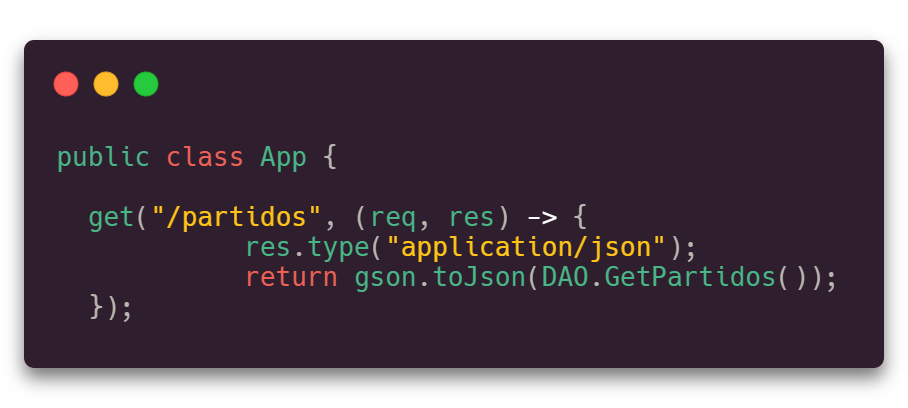 public class App {
get("/partidos", (req, res) -> {
res.type("application/json");
return gson.toJson(DAO.GetPartidos());
});